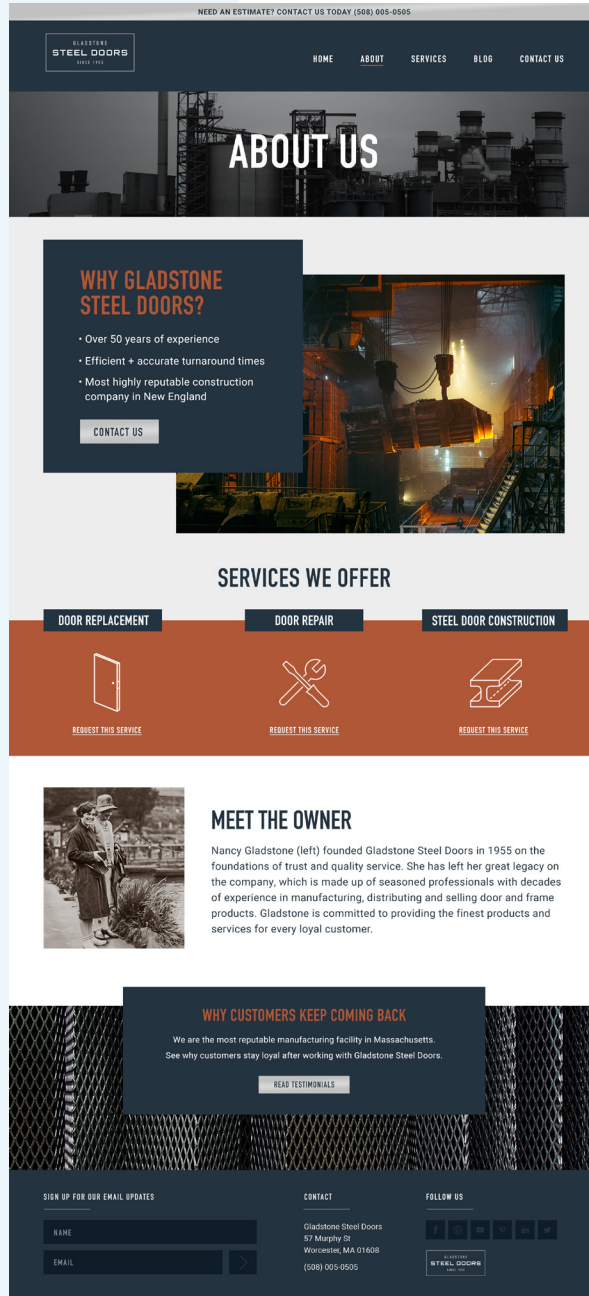 NEED AN ESTIMATE? CONTACT US TODAY (508) 005-0505
GLADSTONE
STEEL DOORS
HOME ABOUT SERVICES BLOG CONTACT US
ABOUT US
WHY GLADSTONE
STEEL DOORS?
• Over 50 years of experience
• Efficient + accurate turnaround times
• Most highly reputable construction
company in New England
CONTACT US
SERVICES WE OFFER
DOOR REPLACEMENT
DOOR REPAIR
STEEL DOOR CONSTRUCTION
REQUEST THIS SERVICE
REQUEST THIS SERVICE
REQUEST THIS SERVICE
MEET THE OWNER
Nancy Gladstone (left) founded Gladstone Steel Doors in 1955 on the
foundations of trust and quality service. She has left her great legacy on
the company, which is made up of seasoned professionals with decades
of experience in manufacturing, distributing and selling door and frame
products. Gladstone is committed to providing the finest products and
services for every loyal customer.
WHY CUSTOMERS KEEP COMING BACK
We are the most reputable manufacturing facility in Massachusetts.
See why customers stay loyal after working with Gladstone Steel Doors.
READ TESTIMONIALS
SIGN UP FOR OUR EMAIL UPDATES
NAME
EMAIL
CONTACT
Gladstone Steel Doors
57 Murphy St
Worcester, MA 01608
(508) 005-0505
FOLLOW US
GLADSTONE
STEEL DOORS